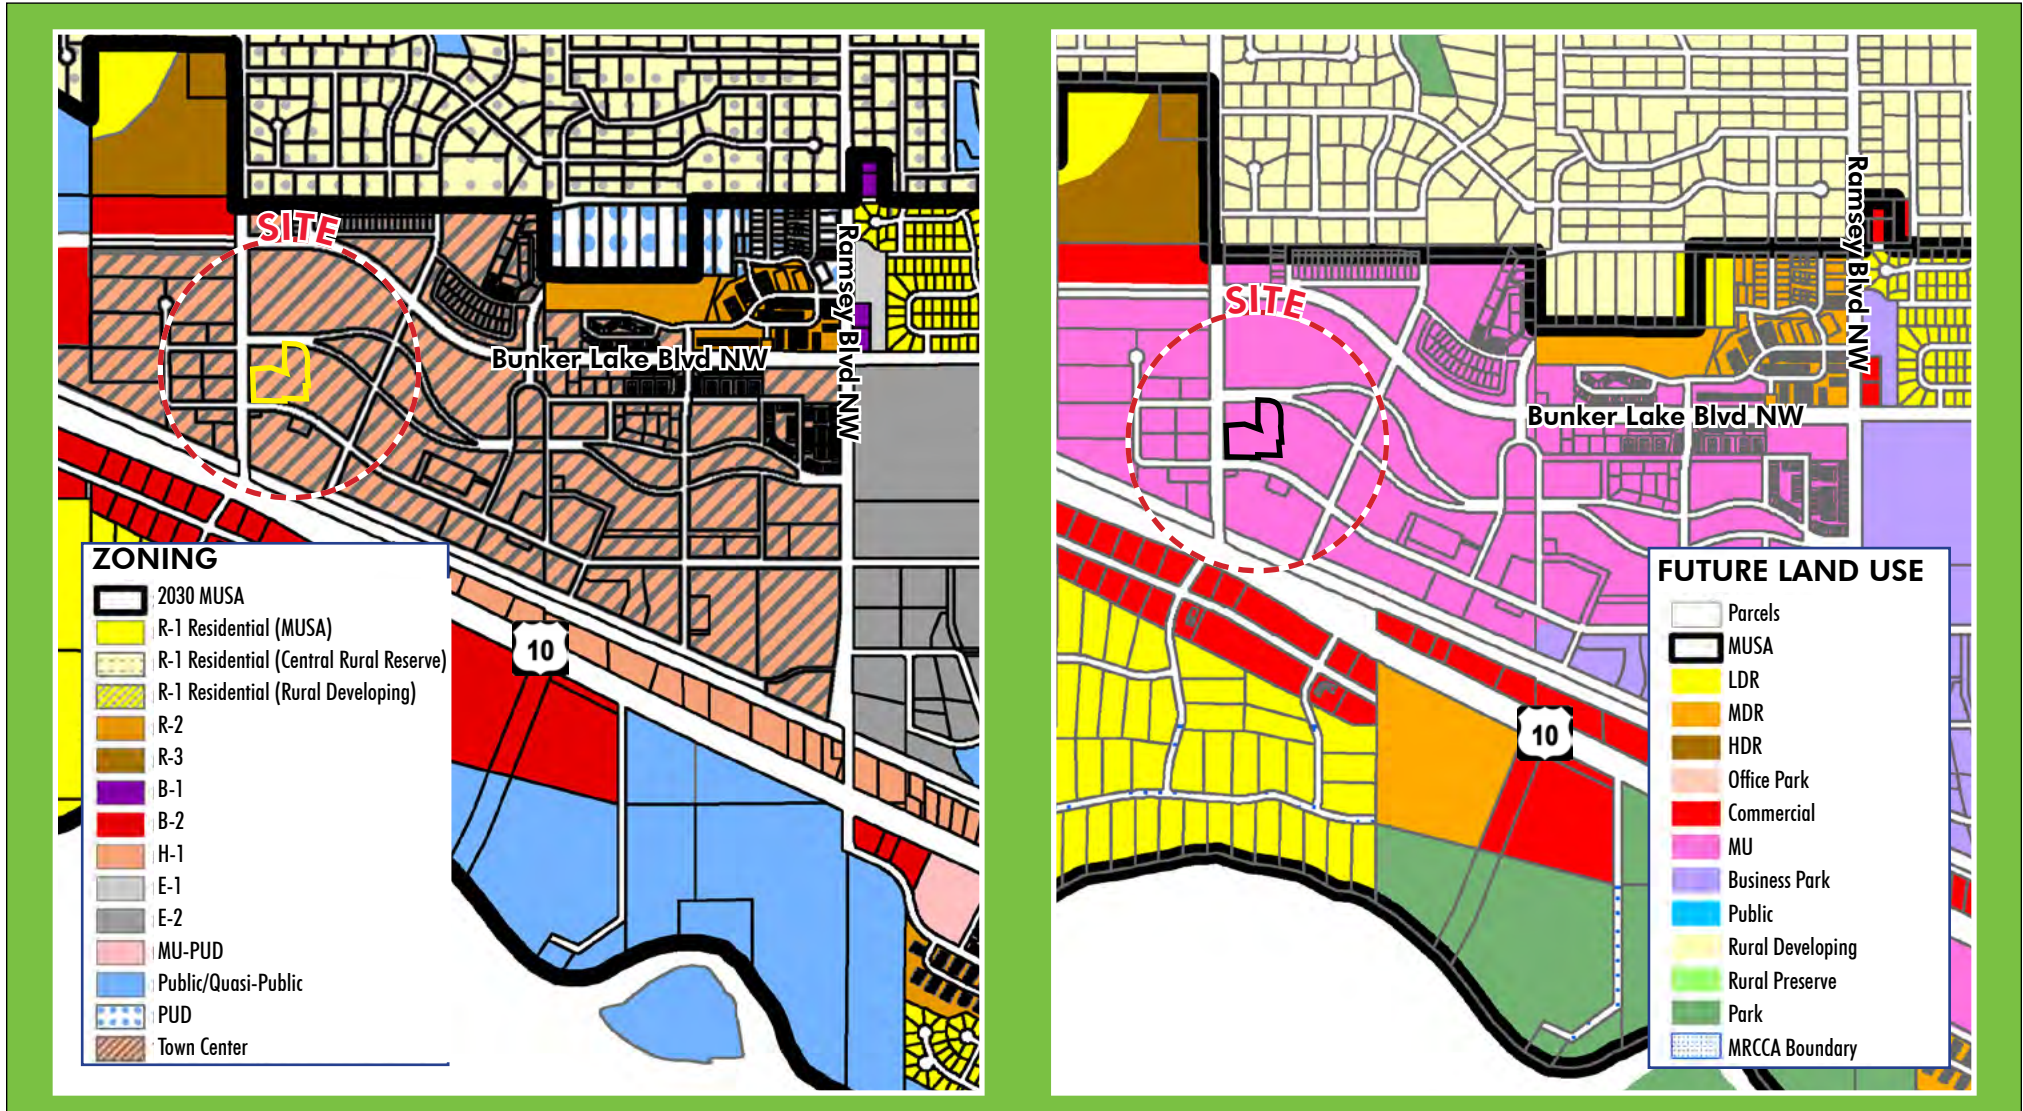 SITE
Ramsey Blvd NW
Bunker Lake Blvd NW
10
ZONING
2030 MUSA
R-1 Residential (MUSA)
R-1 Residential (Central Rural Reserve)
R-1 Residential (Rural Developing)
R-2
R-3
B-1
B-2
H-1
E-1
E-2
MU-PUD
Public/Quasi-Public
PUD
Town Center
SITE
Ramsey Blvd NW
Bunker Lake Blvd NW
10
FUTURE LAND USE
Parcels
MUSA
LDR
MDR
HDR
Office Park
Commercial
MU
Business Park
Public
Rural Developing
Rural Preserve
Park
MRCCA Boundary